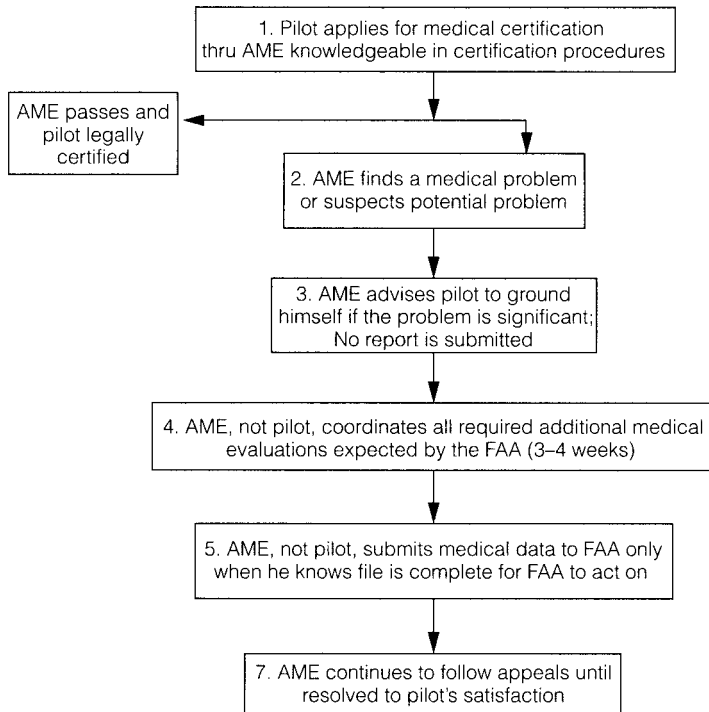 1. Pilot applies for medical certification
thru AME knowledgeable in certification procedures
AME passes and
pilot legally
certified
2. AME finds a medical problem
or suspects potential problem
3. AME advises pilot to ground
himself if the problem is significant;
No report is submitted
4. AME, not pilot, coordinates all required additional medical
evaluations expected by the FAA (3–4 weeks)
5. AME, not pilot, submits medical data to FAA only
when he knows file is complete for FAA to act on
7. AME continues to follow appeals until
resolved to pilot's satisfaction